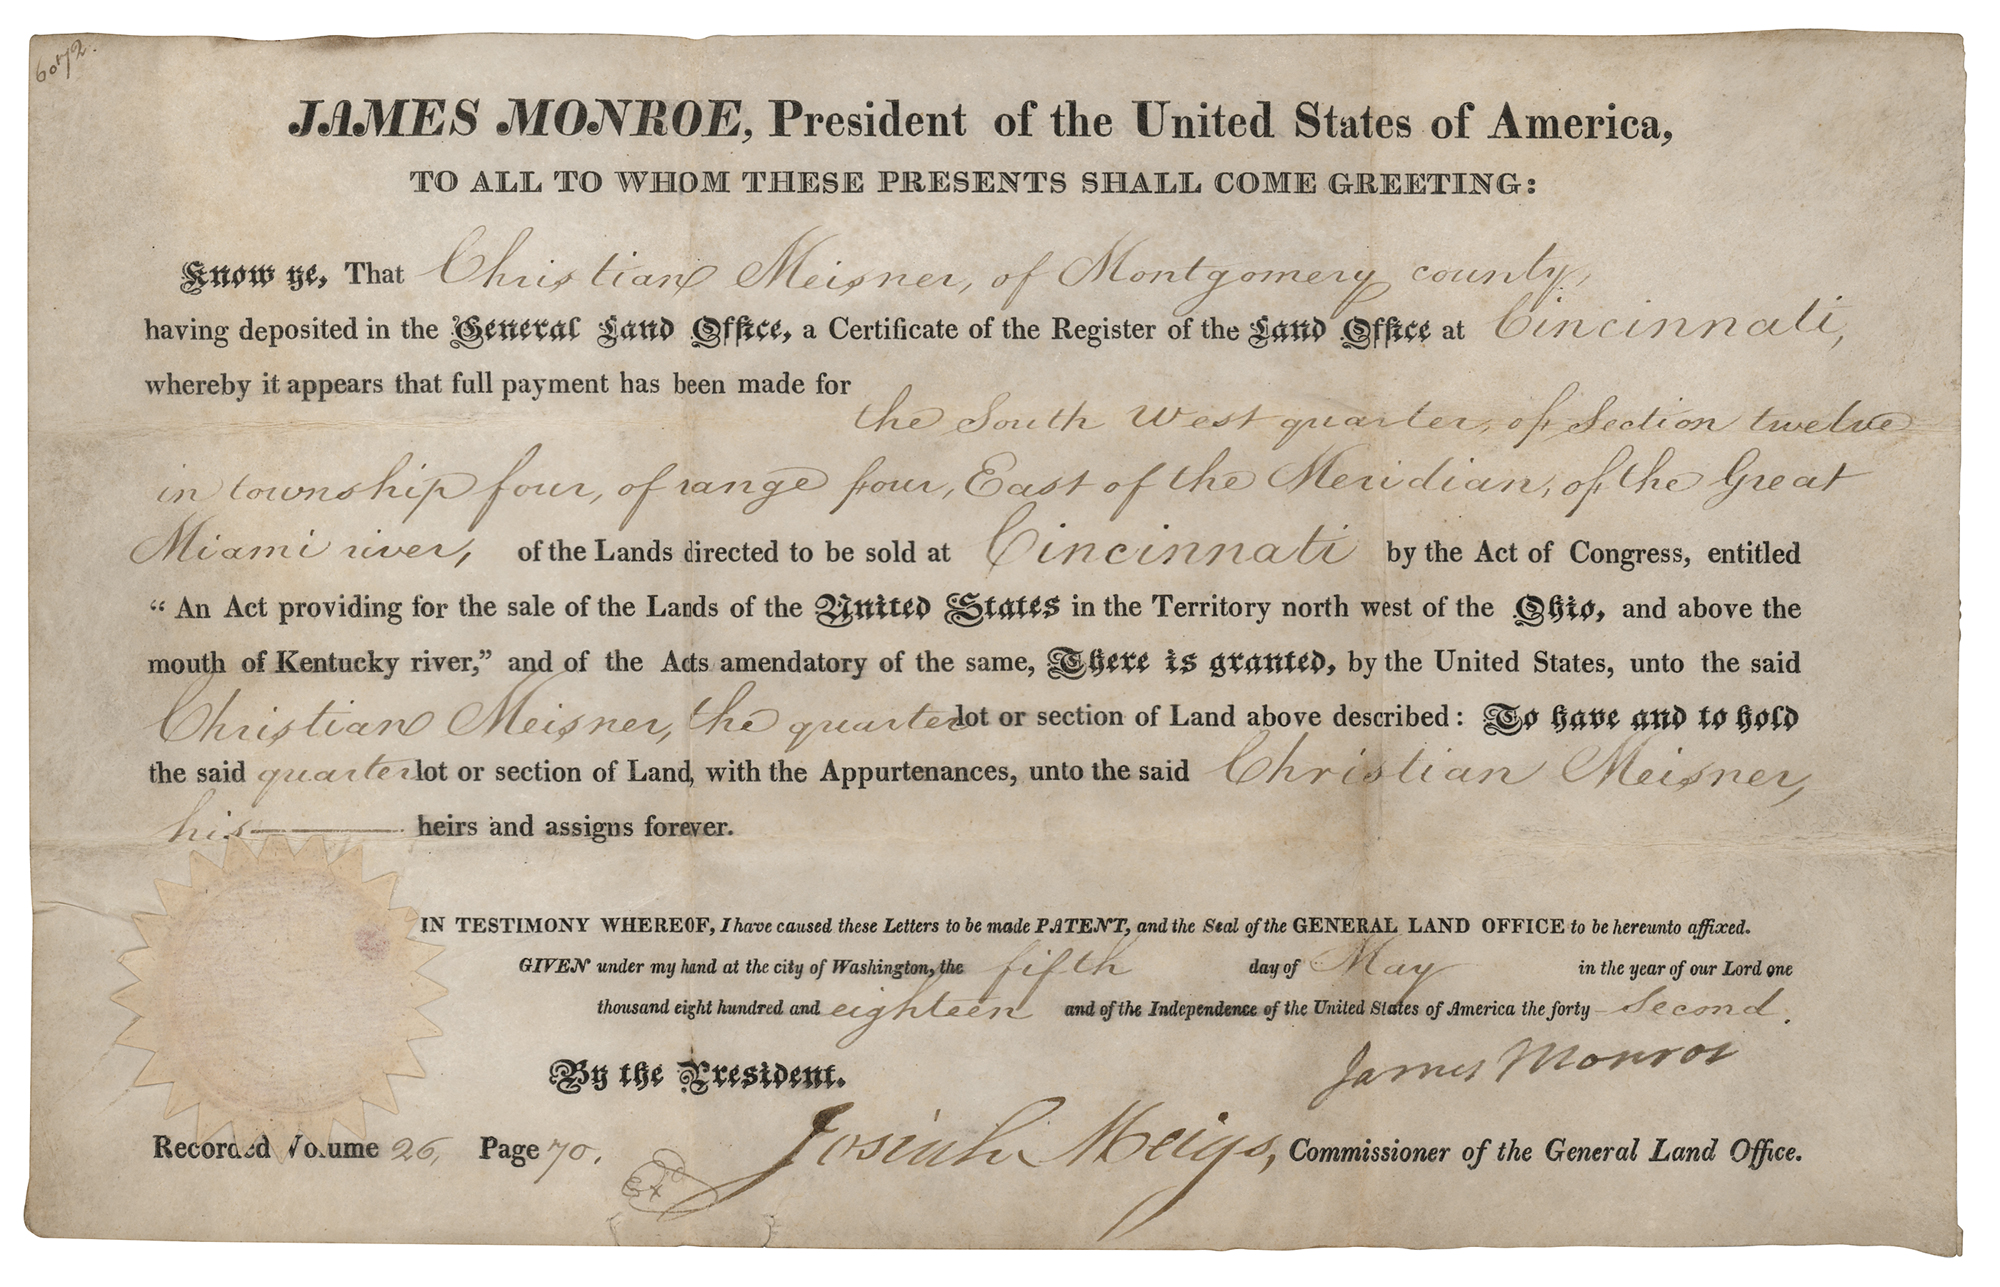 6072.
JAMES MONROE, President of the United States of America,
TO ALL TO WHOM THESE PRESENTS SHALL COME GREETING:
Know ye, That Christian Meisner, of Montgomery county,
having deposited in the General Land Office, a Certificate of the Register of the Land Office at Cincinnati,
whereby it appears that full payment has been made for
the South West quarter, of Section twelve
in township four, of range four, East of the Meridian, of the Great
Miami river, of the Lands directed to be sold at Cincinnati by the Act of Congress, entitled
“An Act providing for the sale of the Lands of the United States in the Territory north west of the Ohio, and above the
mouth of Kentucky river,” and of the Acts amendatory of the same, There is granted, by the United States, unto the said
Christian Meisner, the quarter lot or section of Land above described: To have and to hold
the said quarter lot or section of Land, with the Appurtenances, unto the said Christian Meisner,
his heirs and assigns forever.
IN TESTIMONY WHEREOF, I have caused these Letters to be made PATENT, and the Seal of the GENERAL LAND OFFICE to be hereunto affixed.
GIVEN under my hand at the city of Washington, the fifth day of May in the year of our Lord one
thousand eight hundred and eighteen and of the Independence of the United States of America the forty-second.
James Monroe
By the President.
Josiah Meigs, Commissioner of the General Land Office.
Recorded Volume 26, Page 70.
Exd